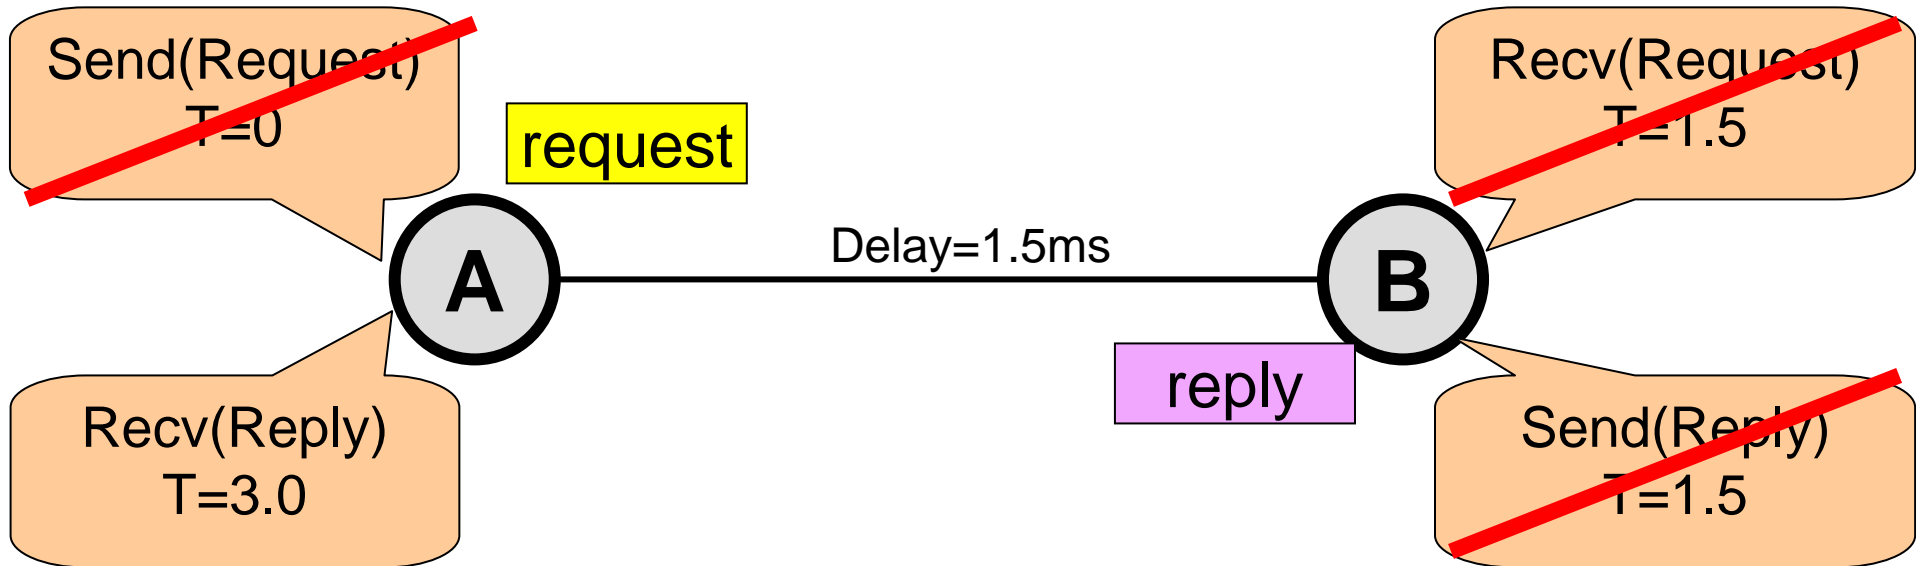 Send(Request)
T=0
request
Recv(Request)
T=1.5
Delay=1.5ms
A
B
Recv(Reply)
T=3.0
reply
Send(Reply)
T=1.5